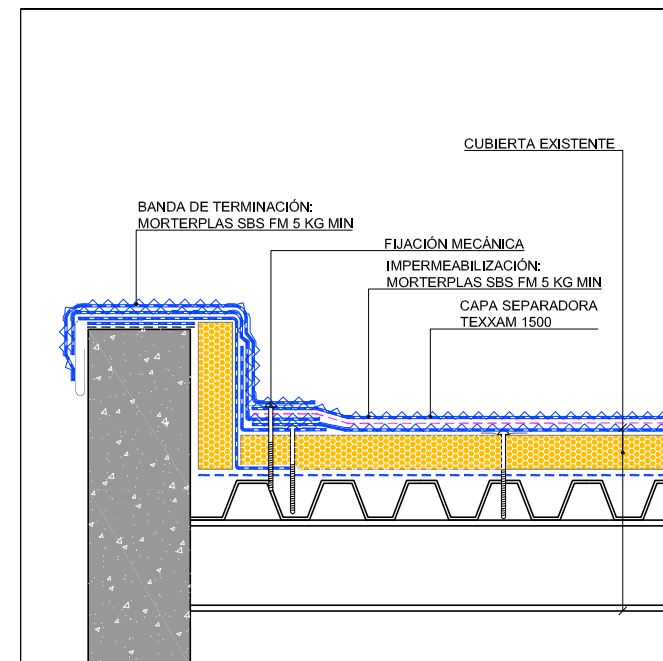 CUBIERTA EXISTENTE
BANDA DE TERMINACIÓN:
MORTERPLAS SBS FM 5 KG MIN
FIJACIÓN MECÁNICA
IMPERMEABILIZACIÓN:
MORTERPLAS SBS FM 5 KG MIN
CAPA SEPARADORA
TEXXAM 1500